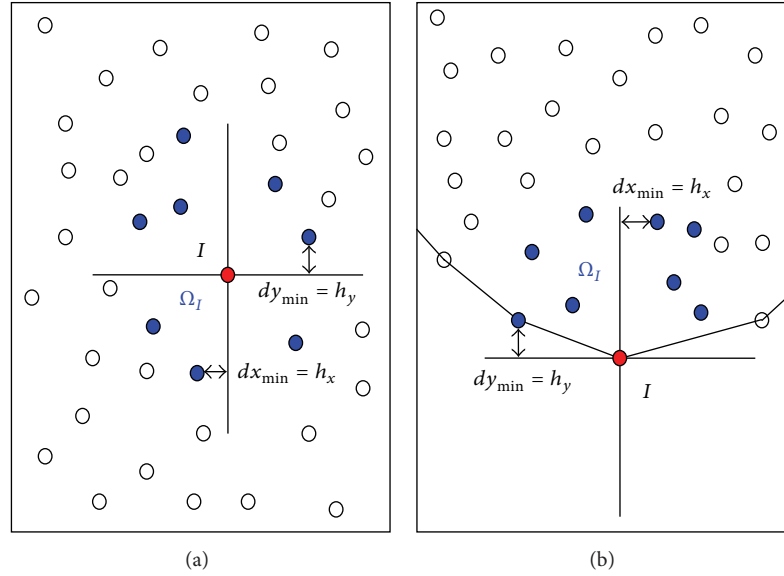 I
Ω_I
dy_min = h_y
dx_min = h_x
(a)
dx_min = h_x
Ω_I
dy_min = h_y
I
(b)